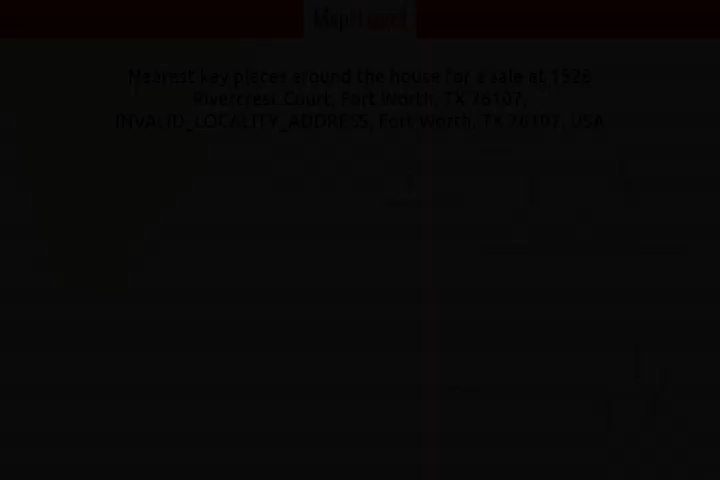 Nearest key places around the house for a sale at 1526
Rivercrest Court, Fort Worth, TX 76107,
INVALID_LOCALITY_ADDRESS, Fort Worth, TX 76107, USA